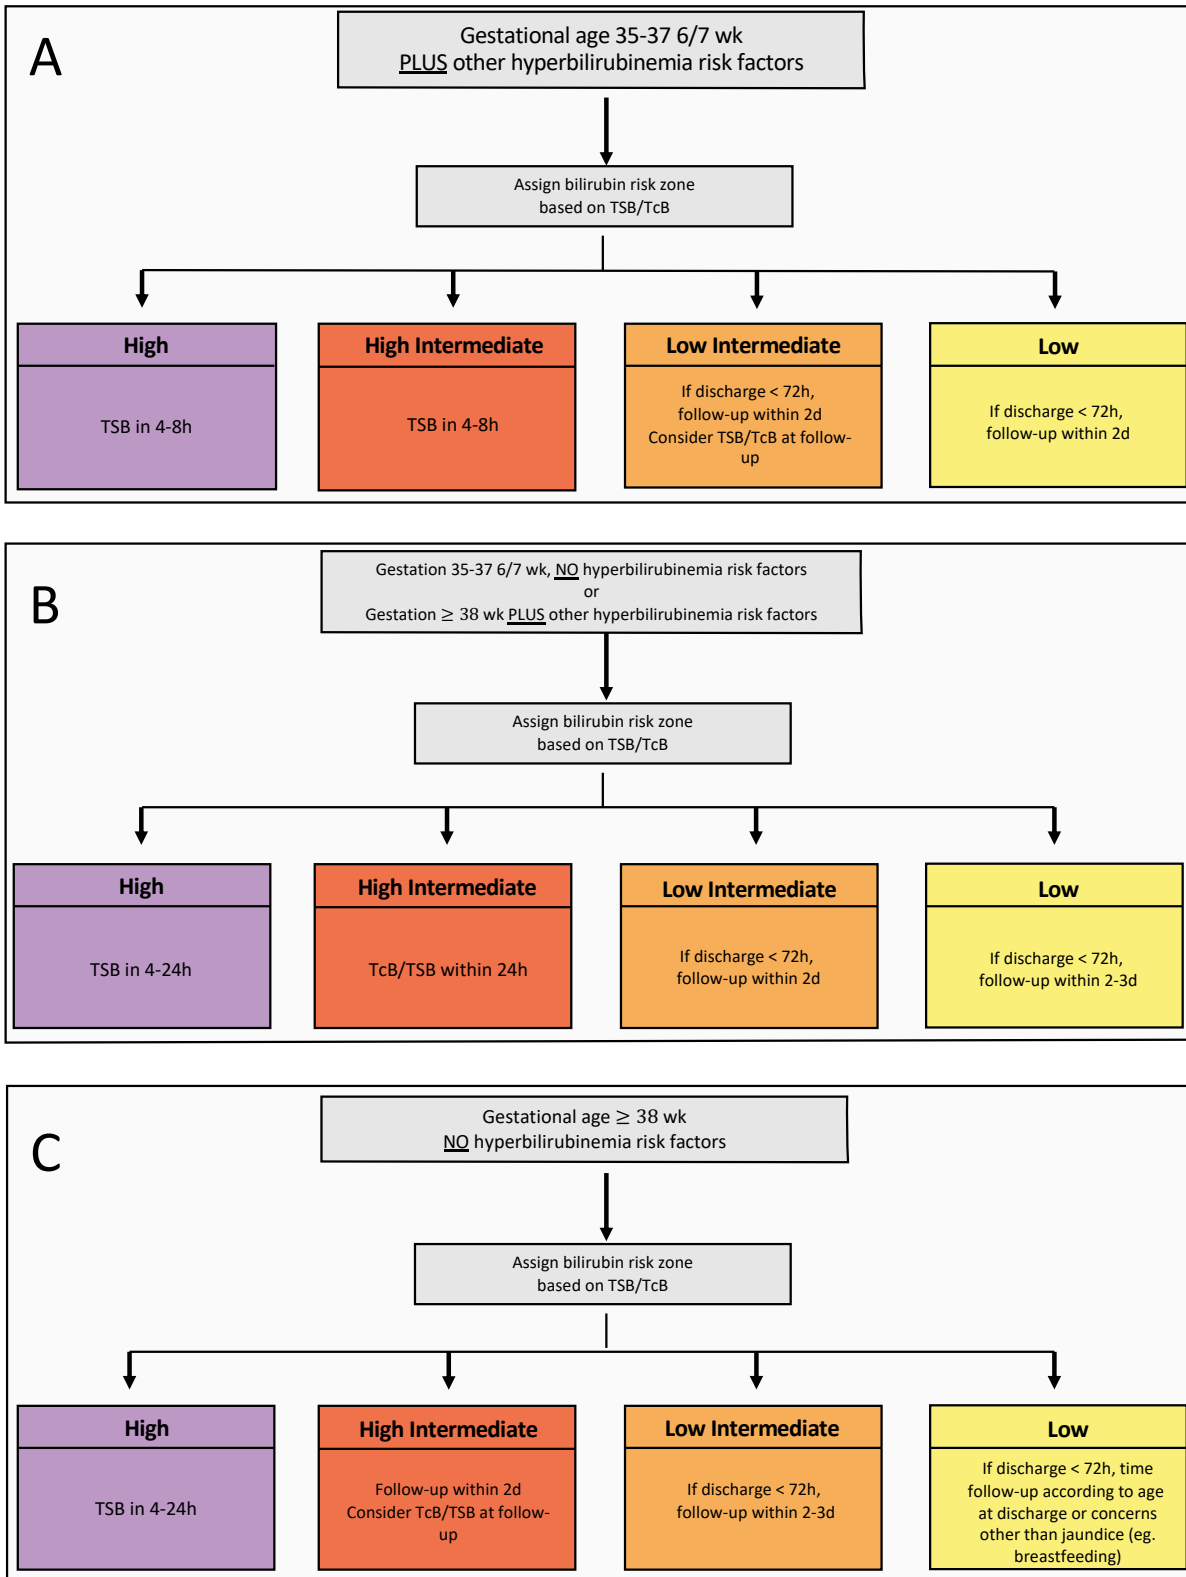 A
Gestational age 35-37 6/7 wk
PLUS other hyperbilirubinemia risk factors
Assign bilirubin risk zone
based on TSB/TcB
High
TSB in 4-8h
High Intermediate
TSB in 4-8h
Low Intermediate
If discharge < 72h,
follow-up within 2d
Consider TSB/TcB at follow-
up
Low
If discharge < 72h,
follow-up within 2d
B
Gestation 35-37 6/7 wk, NO hyperbilirubinemia risk factors
or
Gestation ≥ 38 wk PLUS other hyperbilirubinemia risk factors
Assign bilirubin risk zone
based on TSB/TcB
High
TSB in 4-24h
High Intermediate
TcB/TSB within 24h
Low Intermediate
If discharge < 72h,
follow-up within 2d
Low
If discharge < 72h,
follow-up within 2-3d
C
Gestational age ≥ 38 wk
NO hyperbilirubinemia risk factors
Assign bilirubin risk zone
based on TSB/TcB
High
TSB in 4-24h
High Intermediate
Follow-up within 2d
Consider TcB/TSB at follow-
up
Low Intermediate
If discharge < 72h,
follow-up within 2-3d
Low
If discharge < 72h, time
follow-up according to age
at discharge or concerns
other than jaundice (eg.
breastfeeding)